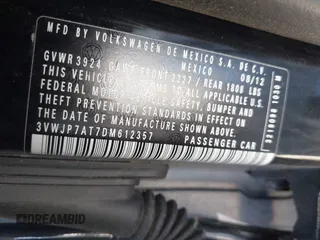 MFD BY VOLKSWAGEN DE MEXICO S.A. DE C.V.
MEXICO 08/12
GVWR 3924 GAWR FRONT 2227 / REAR 1808 LBS
THIS VEHICLE
FEDERAL MOTOR VEHICLE SAFETY, BUMPER AND
THEFT PREVENTION STANDARDS IN EFFECT ON
THE DATE OF MANUFACTURE SHOWN ABOVE.
3VWJP7AT7DM612357 PASSENGER CAR
DREAMBID